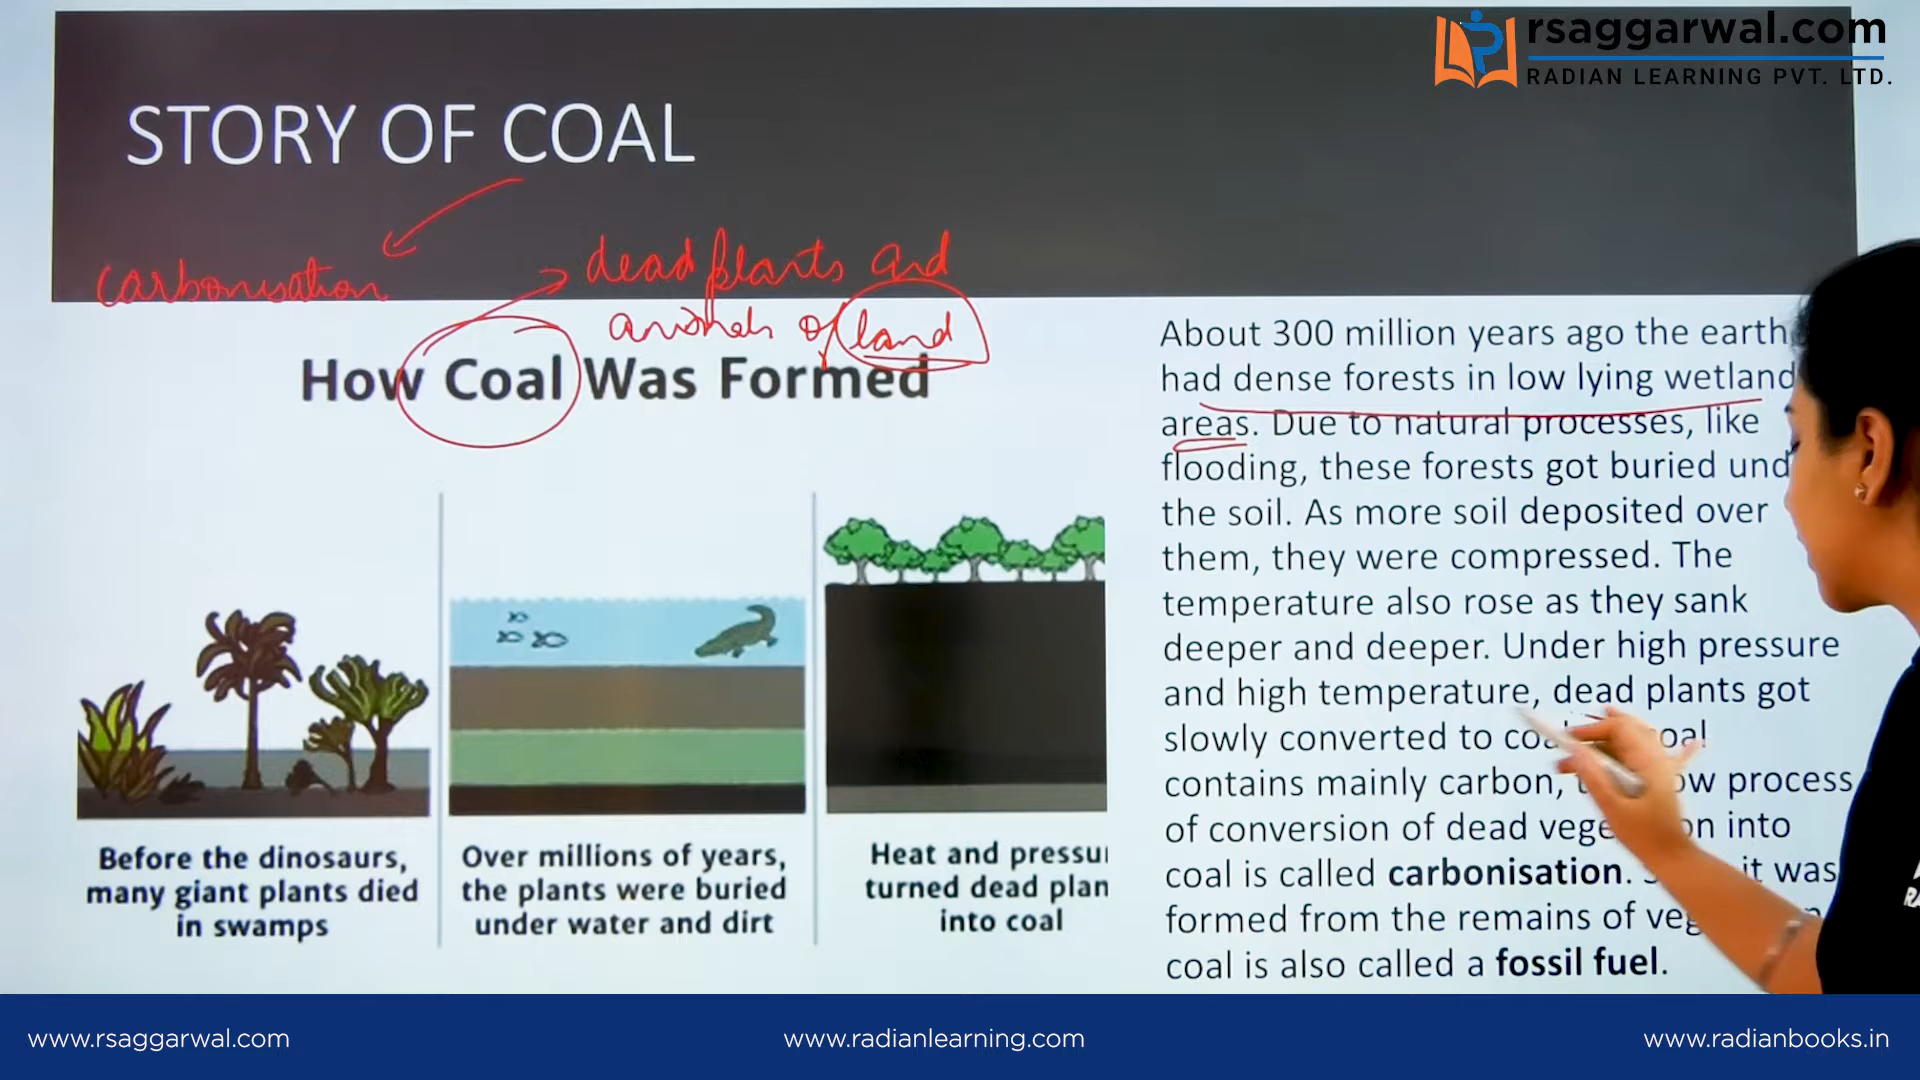 rsaggarwal.com
RADIAN LEARNING PVT. LTD.
STORY OF COAL
carbonisation
dead plants and
animals of land
How Coal Was Formed
Before the dinosaurs,
many giant plants died
in swamps
Over millions of years,
the plants were buried
under water and dirt
Heat and
turned dead
into coal
About 300 million years ago the earth
had dense forests in low lying wetland
areas. Due to natural processes, like
flooding, these forests got buried
the soil. As more soil deposited over
them, they were compressed. The
temperature also rose as they sank
deeper and deeper. Under high pressure
and high temperature, dead plants got
slowly converted to
contains mainly carbon, process
of conversion of dead into
coal is called carbonisation. it was
formed from the remains of
coal is also called a fossil fuel.
www.rsaggarwal.com
www.radianlearning.com
www.radianbooks.in